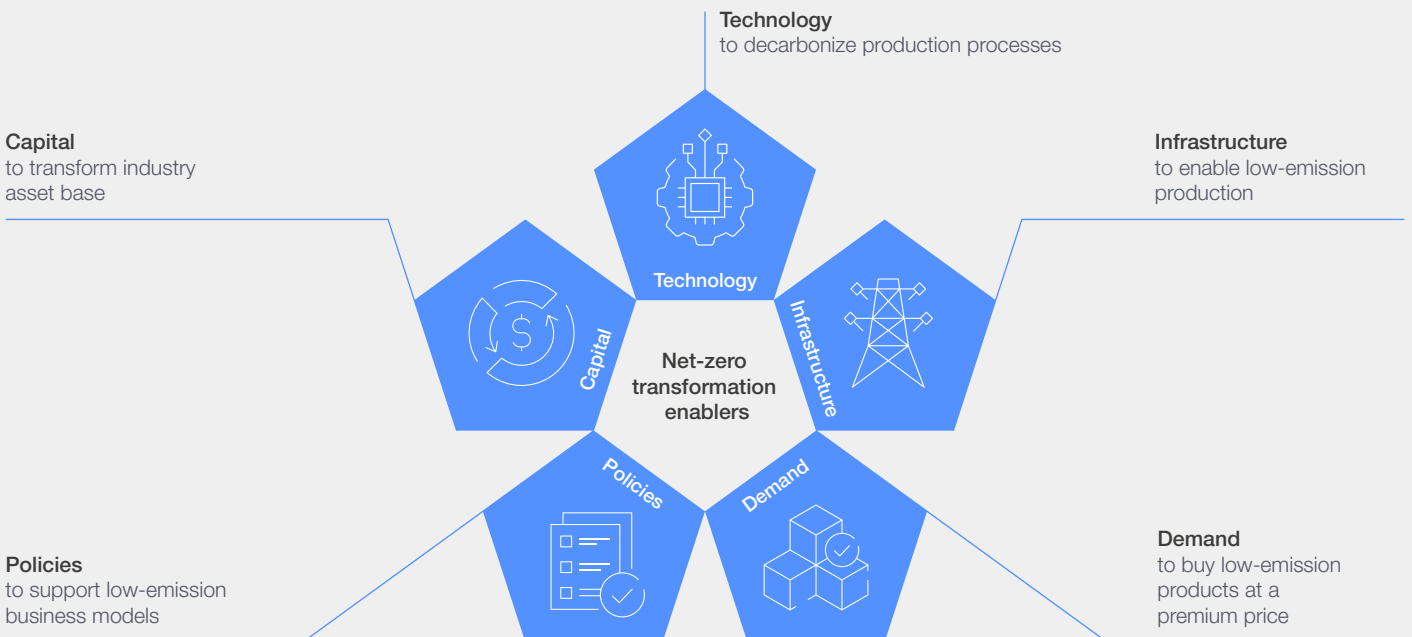 Technology
to decarbonize production processes
Capital
to transform industry
asset base
Infrastructure
to enable low-emission
production
Technology
Capital
Infrastructure
Net-zero
transformation
enablers
Policies
Demand
Policies
to support low-emission
business models
Demand
to buy low-emission
products at a
premium price
$